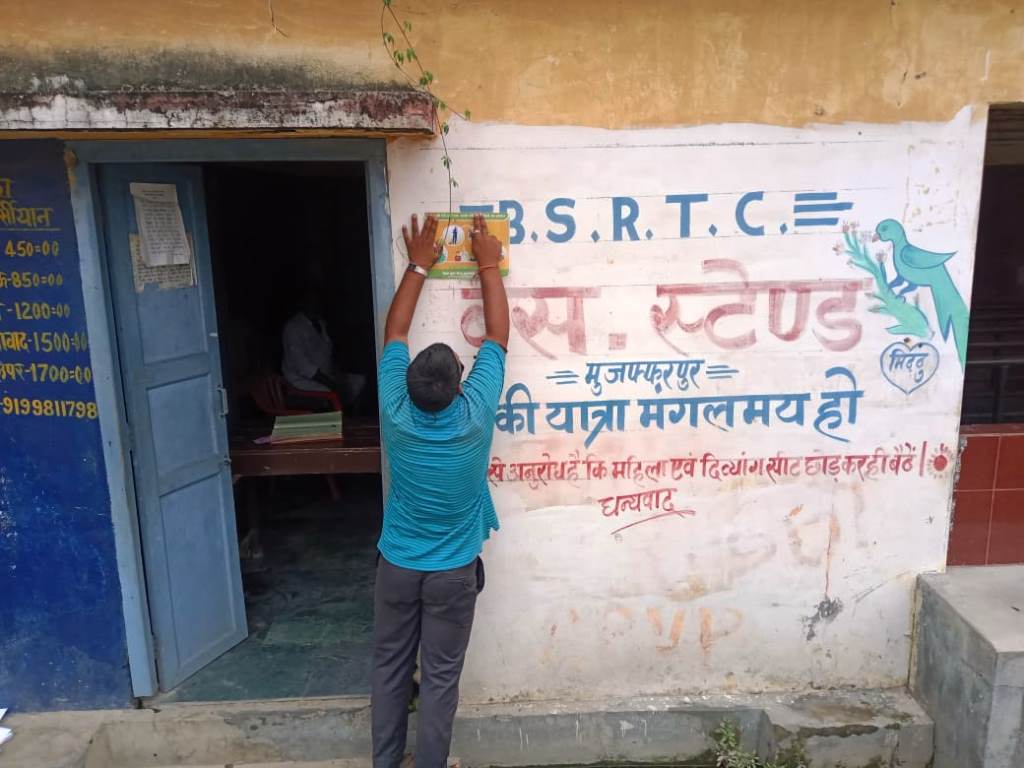 450=00
850=00
1200=00
1500=00
1700=00
9199811798
B.S.R.T.C.
बस. स्टेण्ड
मुजफ्फरपुर
की यात्रा मंगलमय हो
से अनुरोध है कि महिला एवं दिव्यांग सीट छोड़कर ही बैठें।
धन्यवाद
मिट्ठु